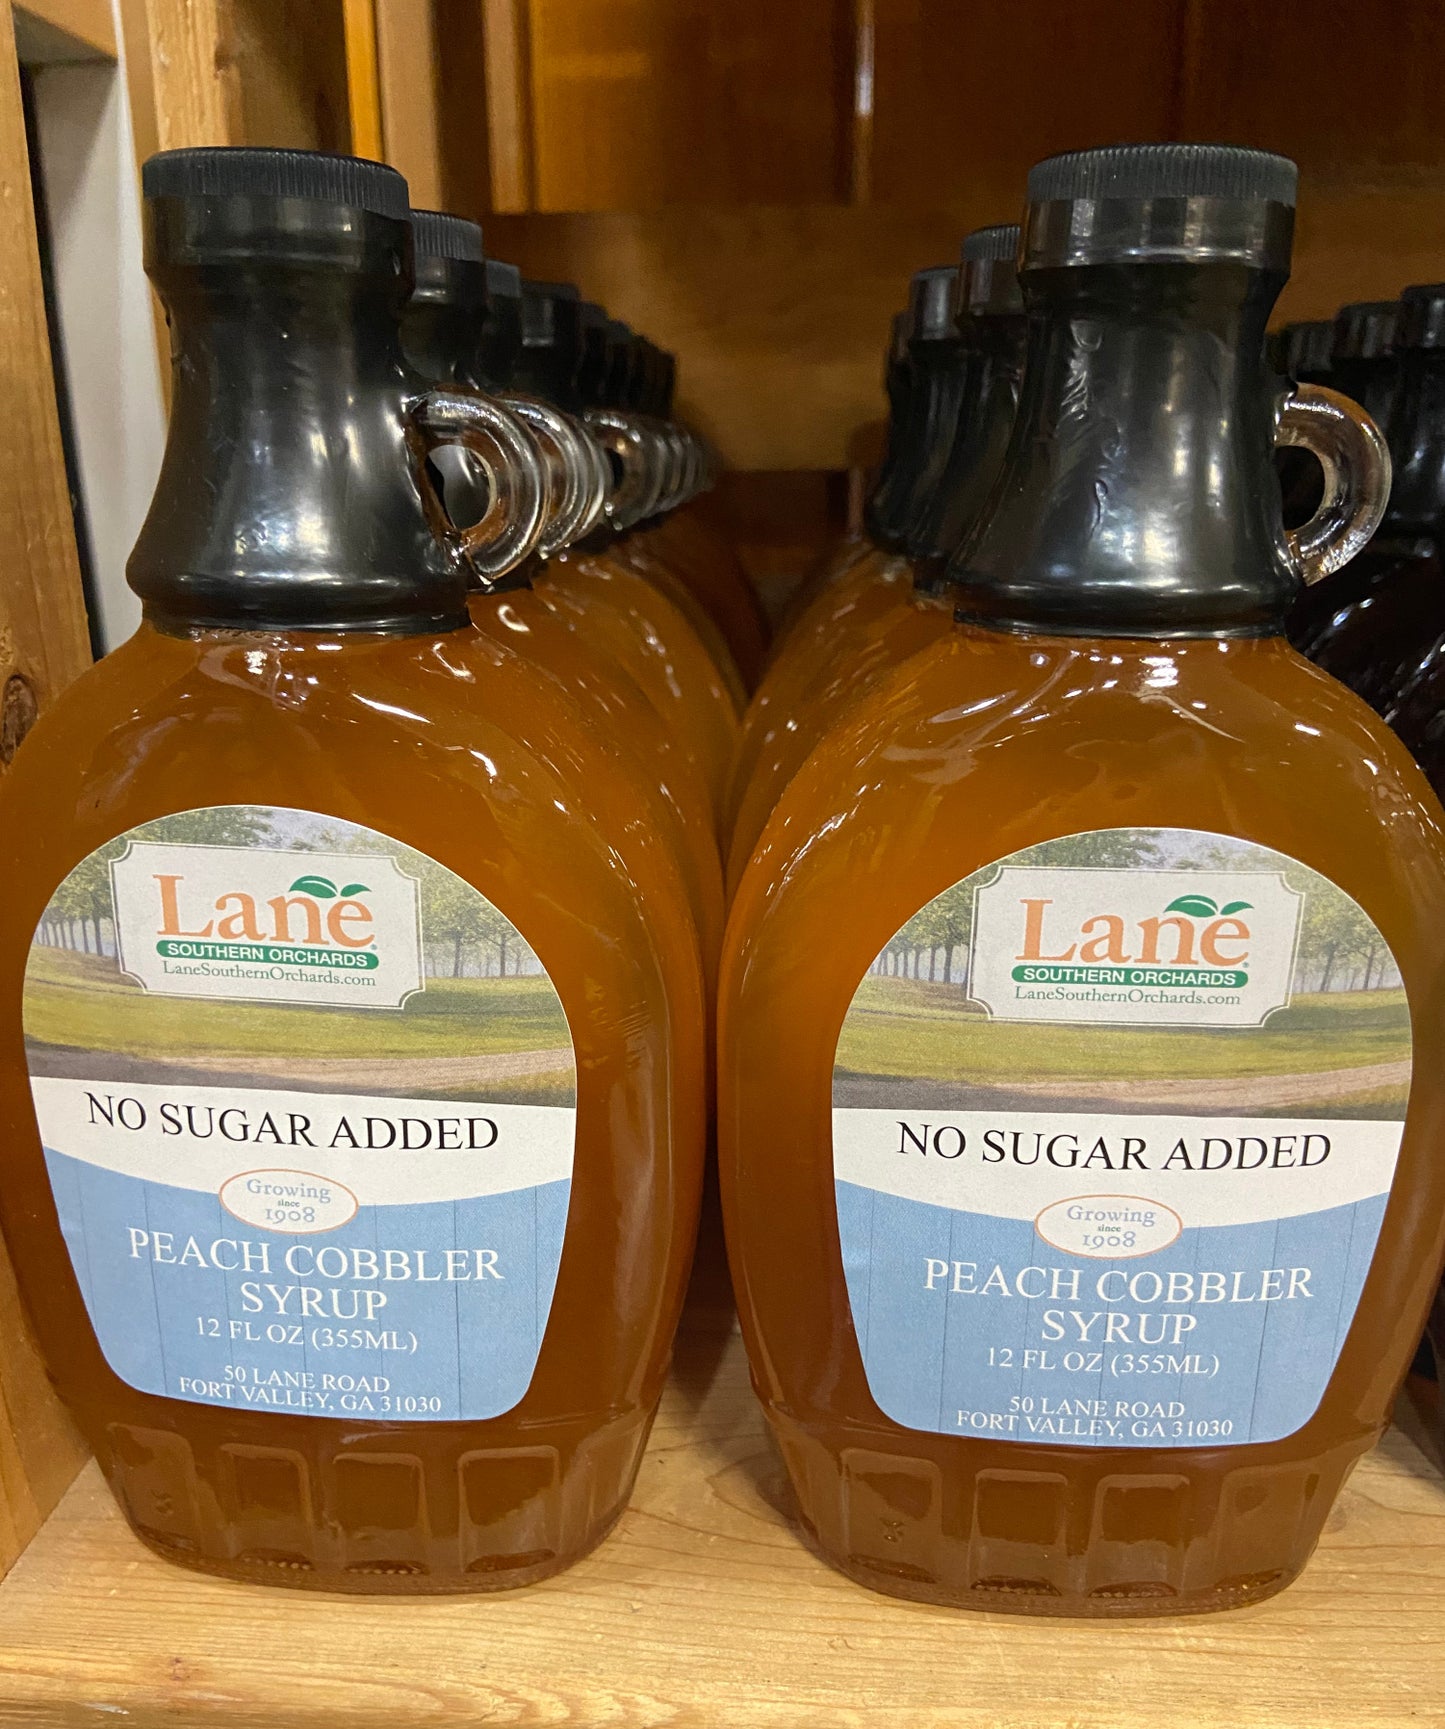 Lane
SOUTHERN ORCHARDS
LaneSouthernOrchards.com
NO SUGAR ADDED
Growing
since
1908
PEACH COBBLER
SYRUP
12 FL OZ (355ML)
50 LANE ROAD
FORT VALLEY, GA 31030
Lane
SOUTHERN ORCHARDS
LaneSouthernOrchards.com
NO SUGAR ADDED
Growing
since
1908
PEACH COBBLER
SYRUP
12 FL OZ (355ML)
50 LANE ROAD
FORT VALLEY, GA 31030